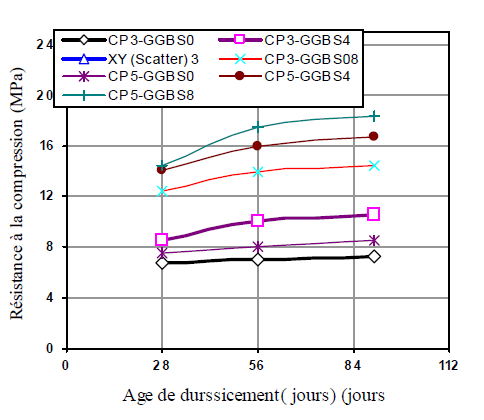 CP3-GGBS0
CP3-GGBS4
XY (Scatter) 3
CP3-GGBS08
CP5-GGBS0
CP5-GGBS4
CP5-GGBS8
Résistance à la compression (MPa)
24
20
16
12
8
4
0
0 28 56 84 112
Age de durssicement( jours) (jours